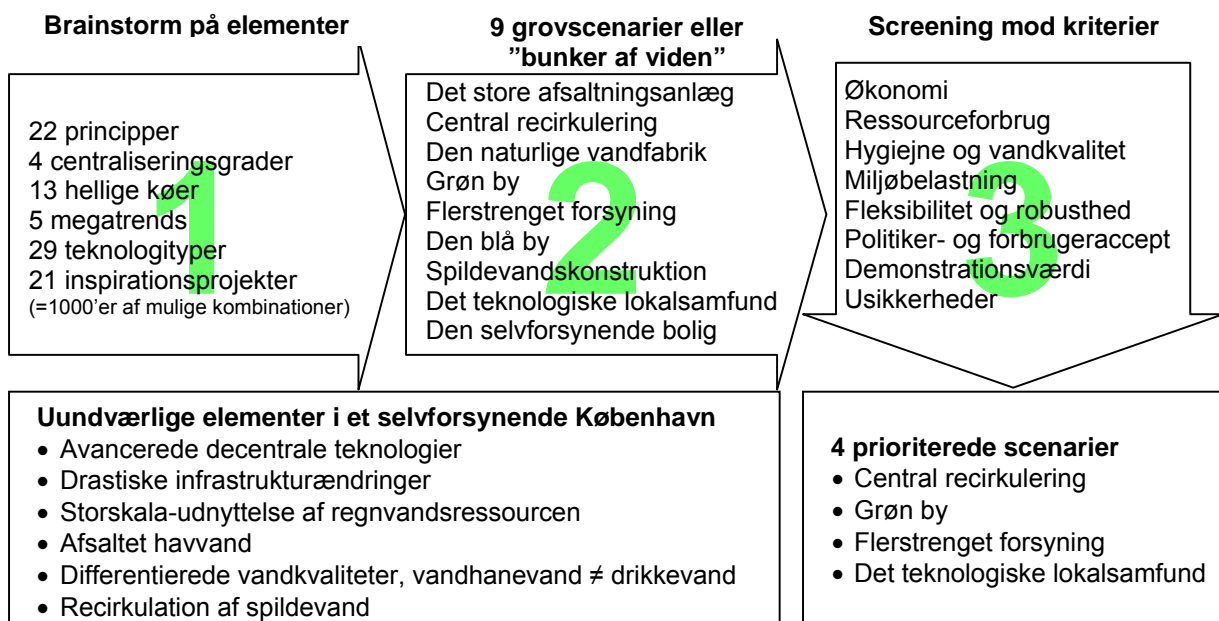 Brainstorm på elementer
22 principper
4 centraliseringsgrader
13 hellige køer
5 megatrends
29 teknologityper
21 inspirationsprojekter
(=1000’er af mulige kombinationer)
1
9 grovscenarier eller
”bunker af viden”
Det store afsaltningsanlæg
Central recirkulering
Den naturlige vandfabrik
Grøn by
Flerstrenget forsyning
Den blå by
Spildevandskonstruktion
Det teknologiske lokalsamfund
Den selvforsynende bolig
2
Screening mod kriterier
Økonomi
Ressourceforbrug
Hygiejne og vandkvalitet
Miljøbelastning
Fleksibilitet og robusthed
Politiker- og forbrugeraccept
Demonstrationsværdi
Usikkerheder
3
Uundværlige elementer i et selvforsynende København
• Avancerede decentrale teknologier
• Drastiske infrastrukturændringer
• Storskala-udnyttelse af regnvandsressourcen
• Afsaltet havvand
• Differentierede vandkvaliteter, vandhanevand ≠ drikkevand
• Recirkulation af spildevand
4 prioriterede scenarier
• Central recirkulering
• Grøn by
• Flerstrenget forsyning
• Det teknologiske lokalsamfund